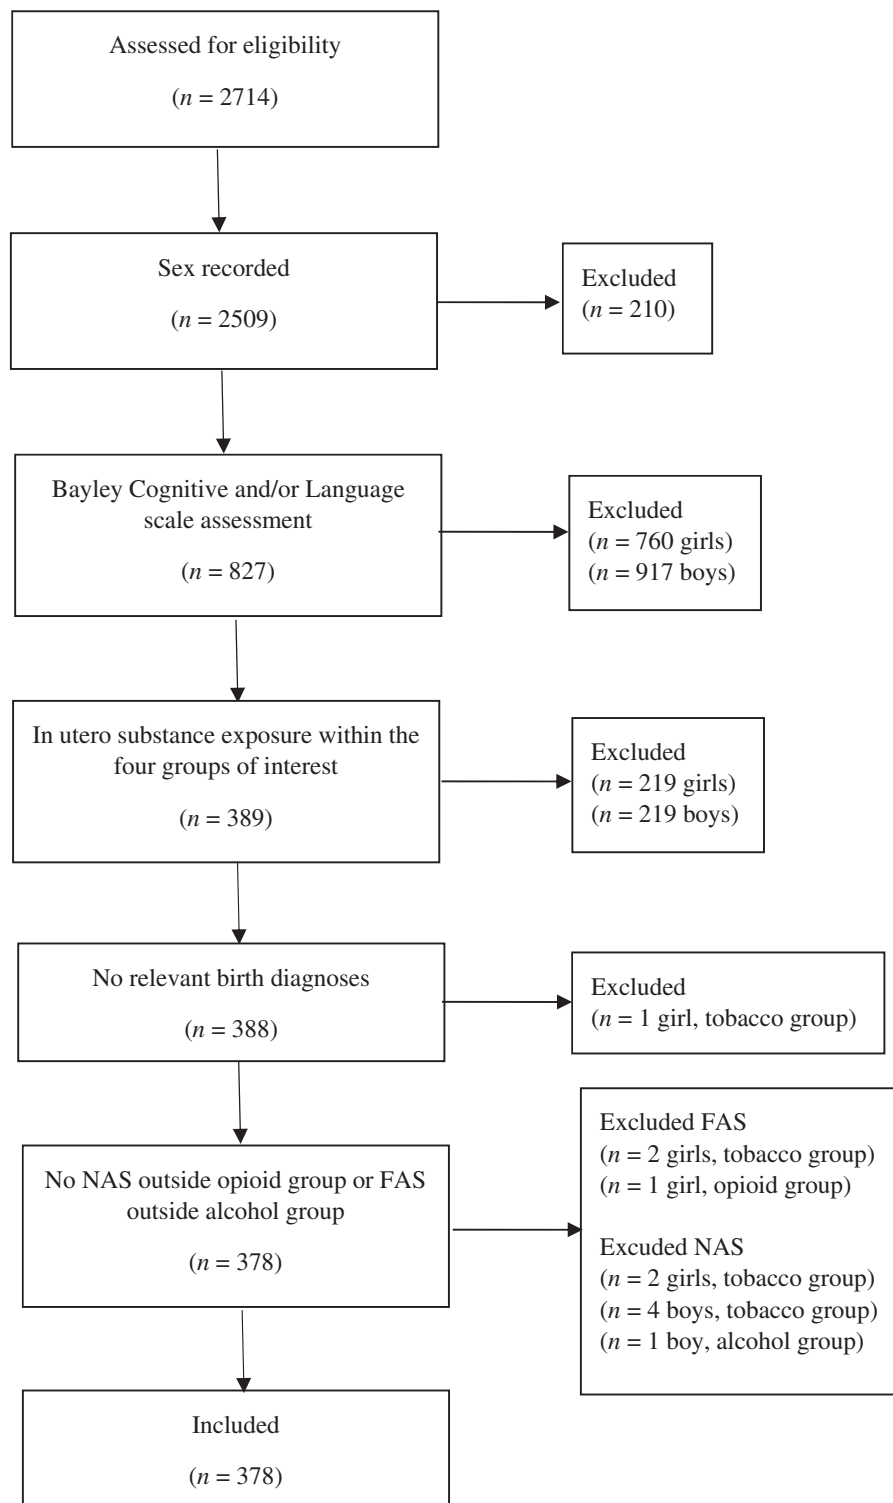 Assessed for eligibility
(n = 2714)
Sex recorded
(n = 2509)
Excluded
(n = 210)
Bayley Cognitive and/or Language
scale assessment
(n = 827)
Excluded
(n = 760 girls)
(n = 917 boys)
In utero substance exposure within the
four groups of interest
(n = 389)
Excluded
(n = 219 girls)
(n = 219 boys)
No relevant birth diagnoses
(n = 388)
Excluded
(n = 1 girl, tobacco group)
No NAS outside opioid group or FAS
outside alcohol group
(n = 378)
Excluded FAS
(n = 2 girls, tobacco group)
(n = 1 girl, opioid group)
Excuded NAS
(n = 2 girls, tobacco group)
(n = 4 boys, tobacco group)
(n = 1 boy, alcohol group)
Included
(n = 378)